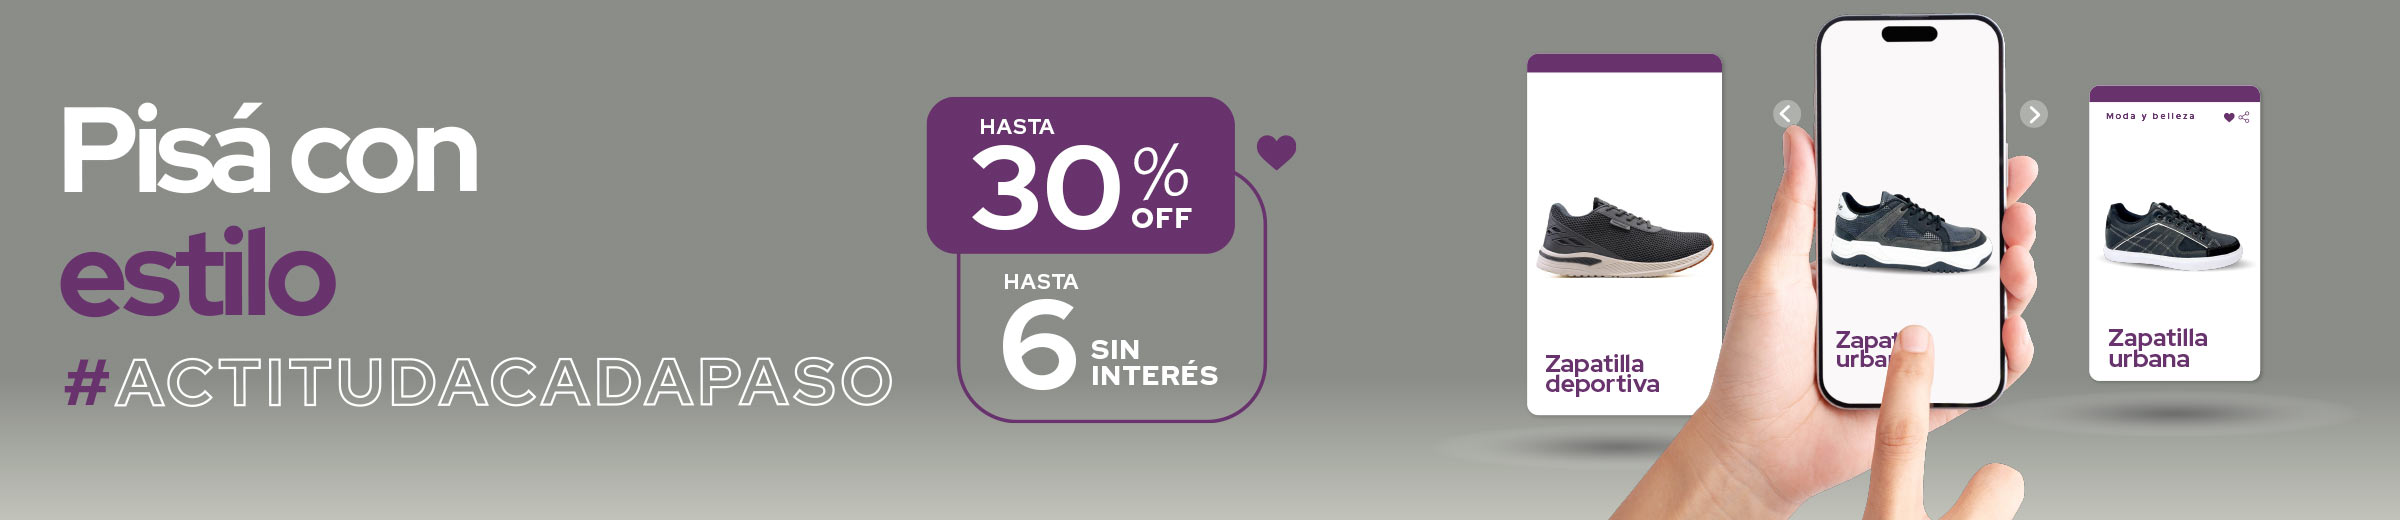 Pisá con
estilo
#ACTITUDACADAPASO
HASTA
30%
OFF
HASTA
6 SIN
INTERÉS
Zapatilla
deportiva
Moda y belleza
Zapatilla
urbana